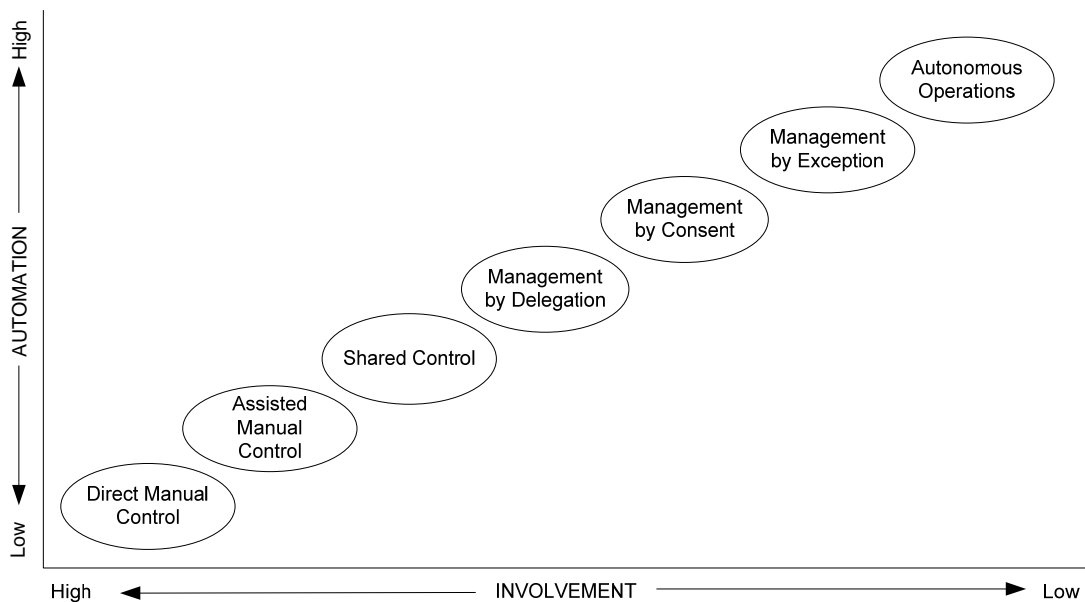 High
AUTOMATION
Low
Autonomous
Operations
Management
by Exception
Management
by Consent
Management
by Delegation
Shared Control
Assisted
Manual
Control
Direct Manual
Control
High
INVOLVEMENT
Low